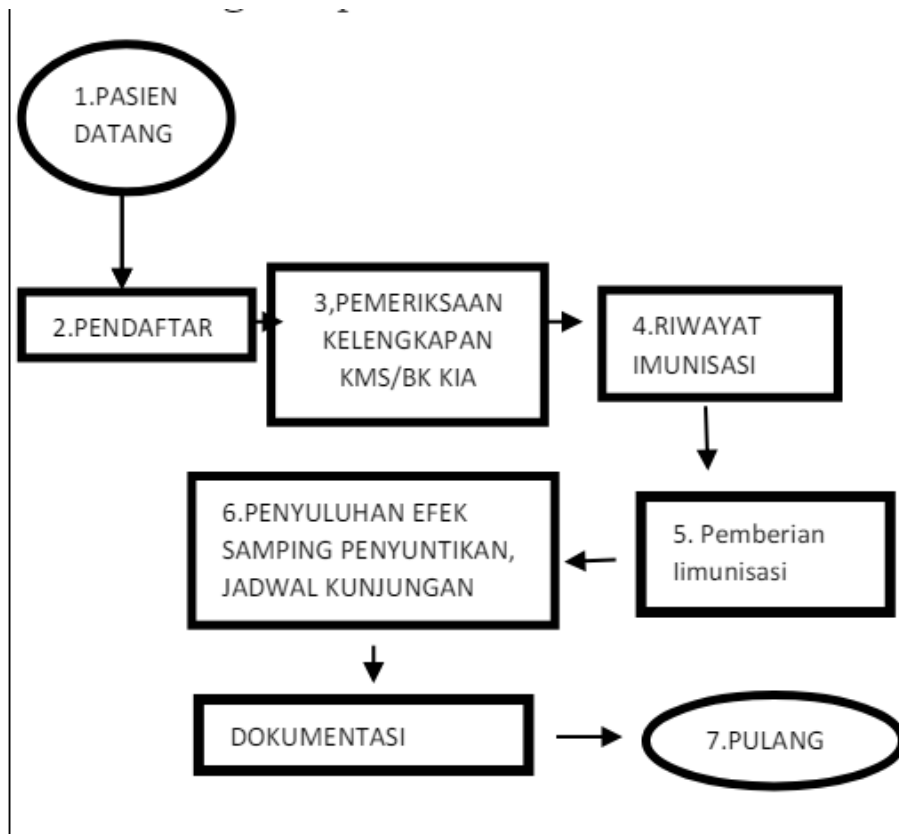 1.PASIEN
DATANG
2.PENDAFTAR
3,PEMERIKSAAN
KELENGKAPAN
KMS/BK KIA
4.RIWAYAT
IMUNISASI
5. Pemberian
Iimunisasi
6.PENYULUHAN EFEK
SAMPING PENYUNTIKAN,
JADWAL KUNJUNGAN
DOKUMENTASI
7.PULANG